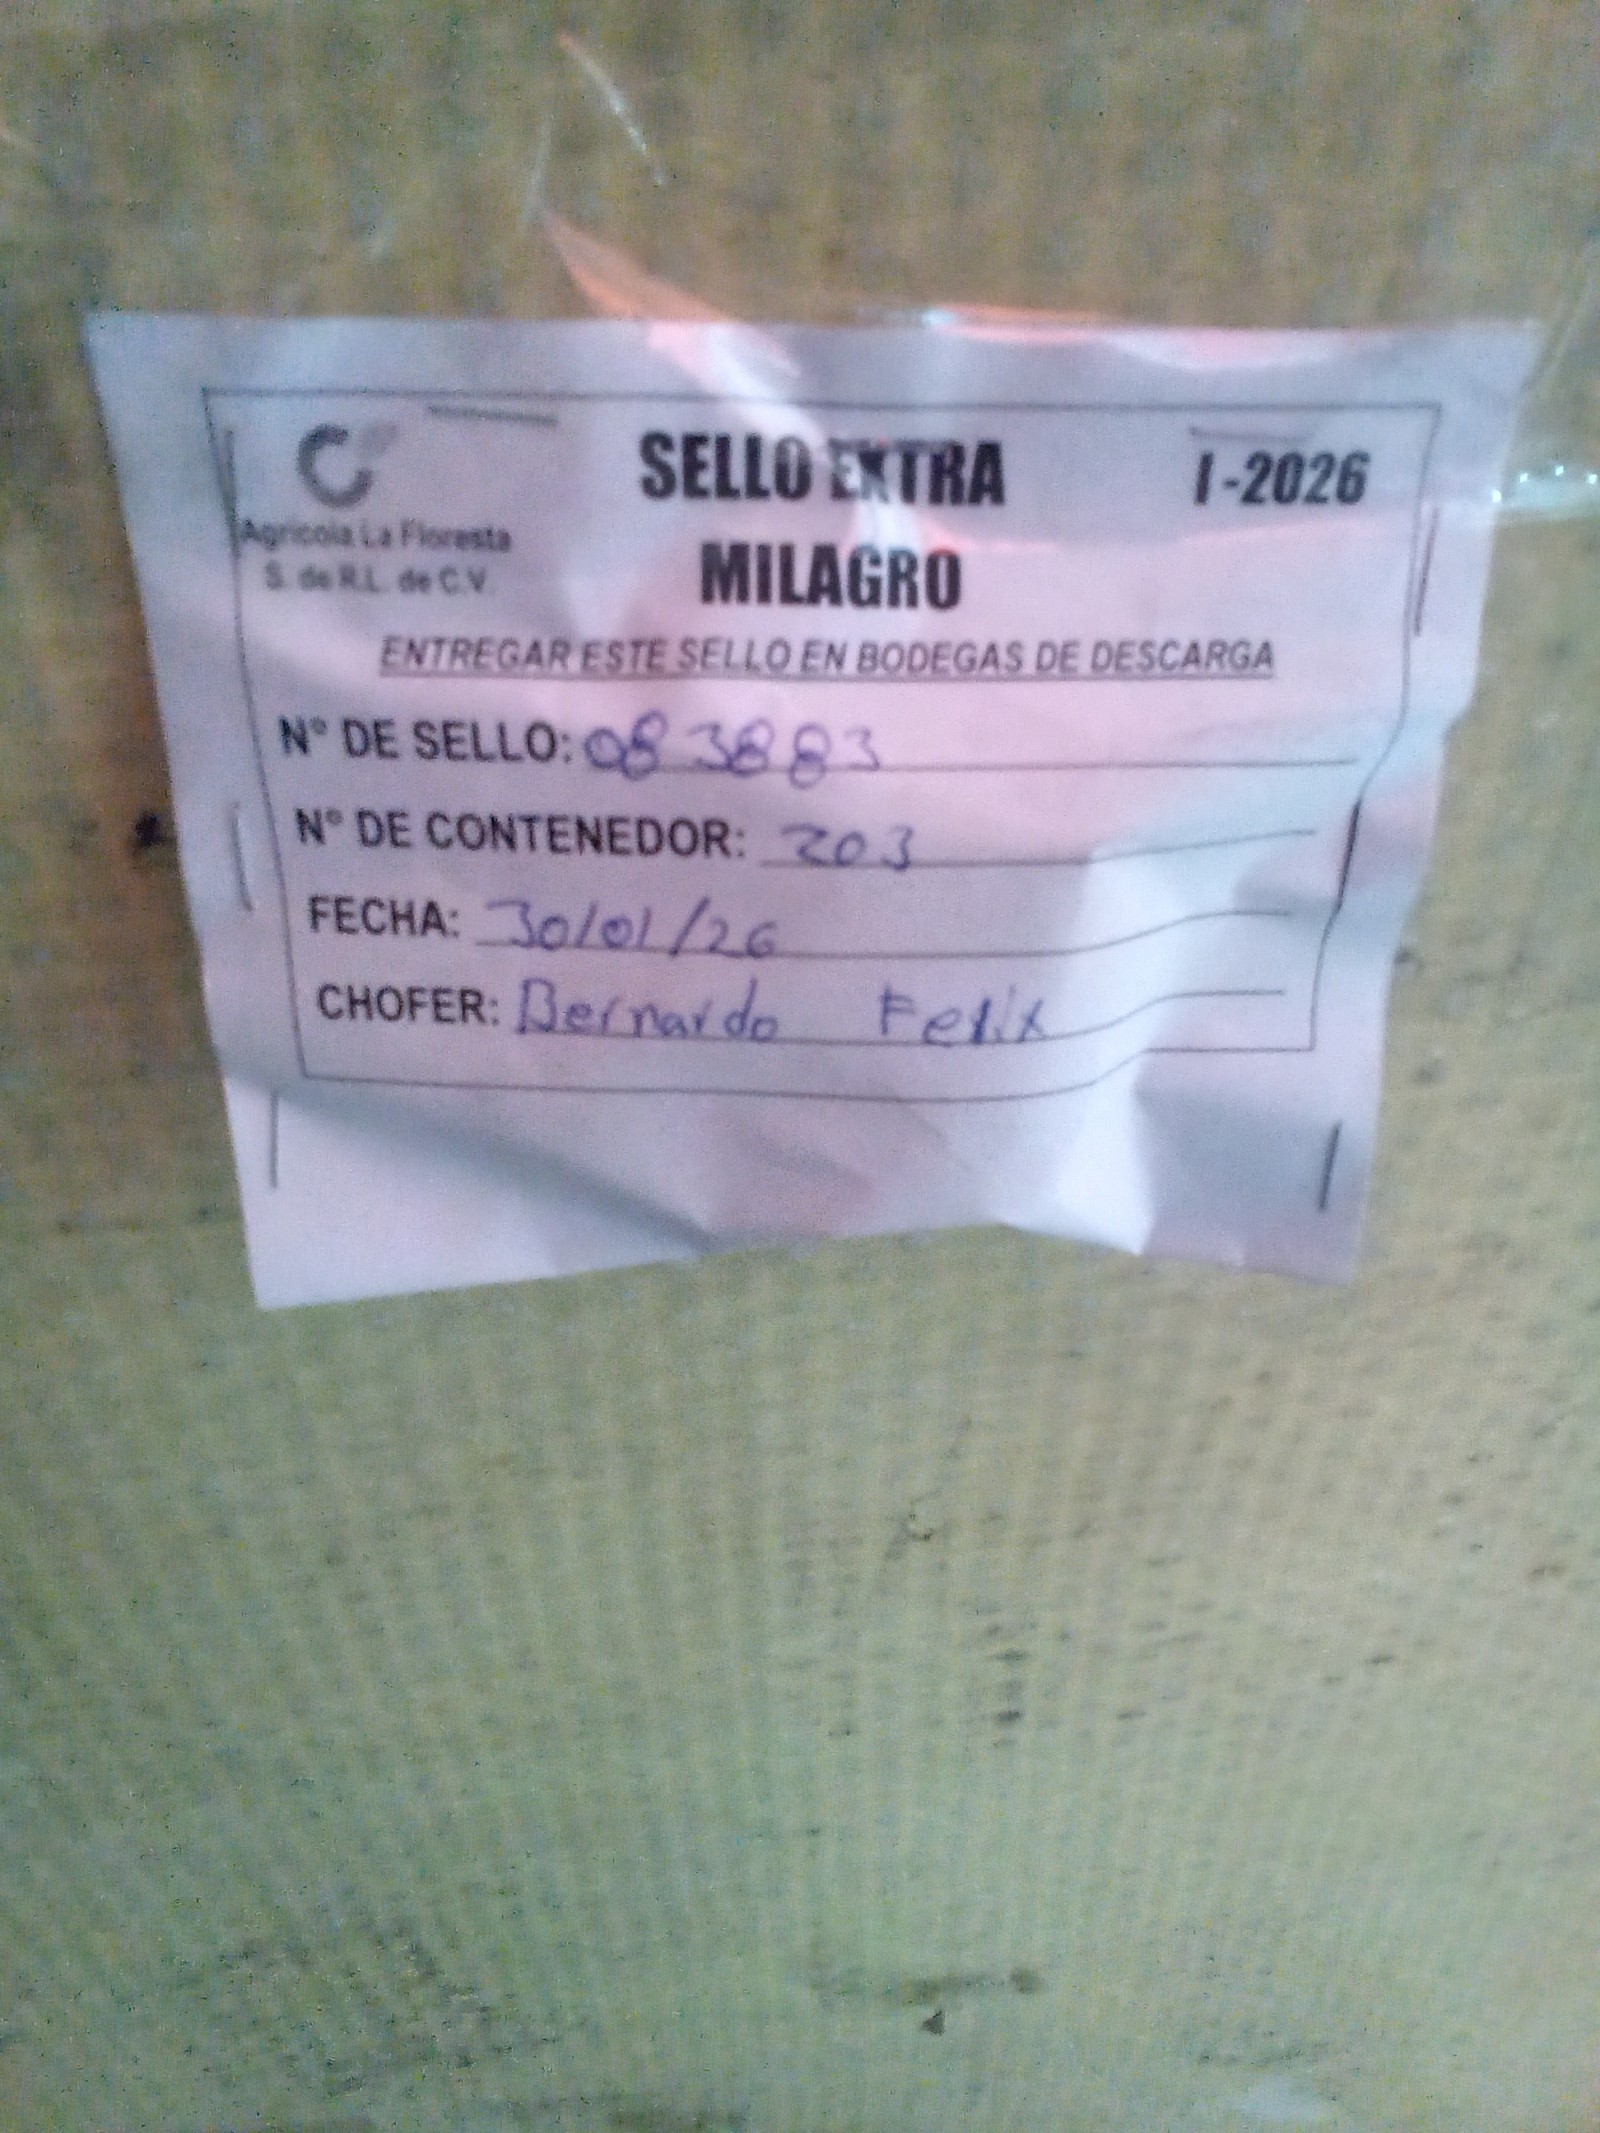 SELLO EXTRA I-2026
Agrícola La Floresta
S. de R.L. de C.V.
MILAGRO
ENTREGAR ESTE SELLO EN BODEGAS DE DESCARGA
N° DE SELLO: 083883
N° DE CONTENEDOR: 203
FECHA: 30/01/26
CHOFER: Bernardo Felix